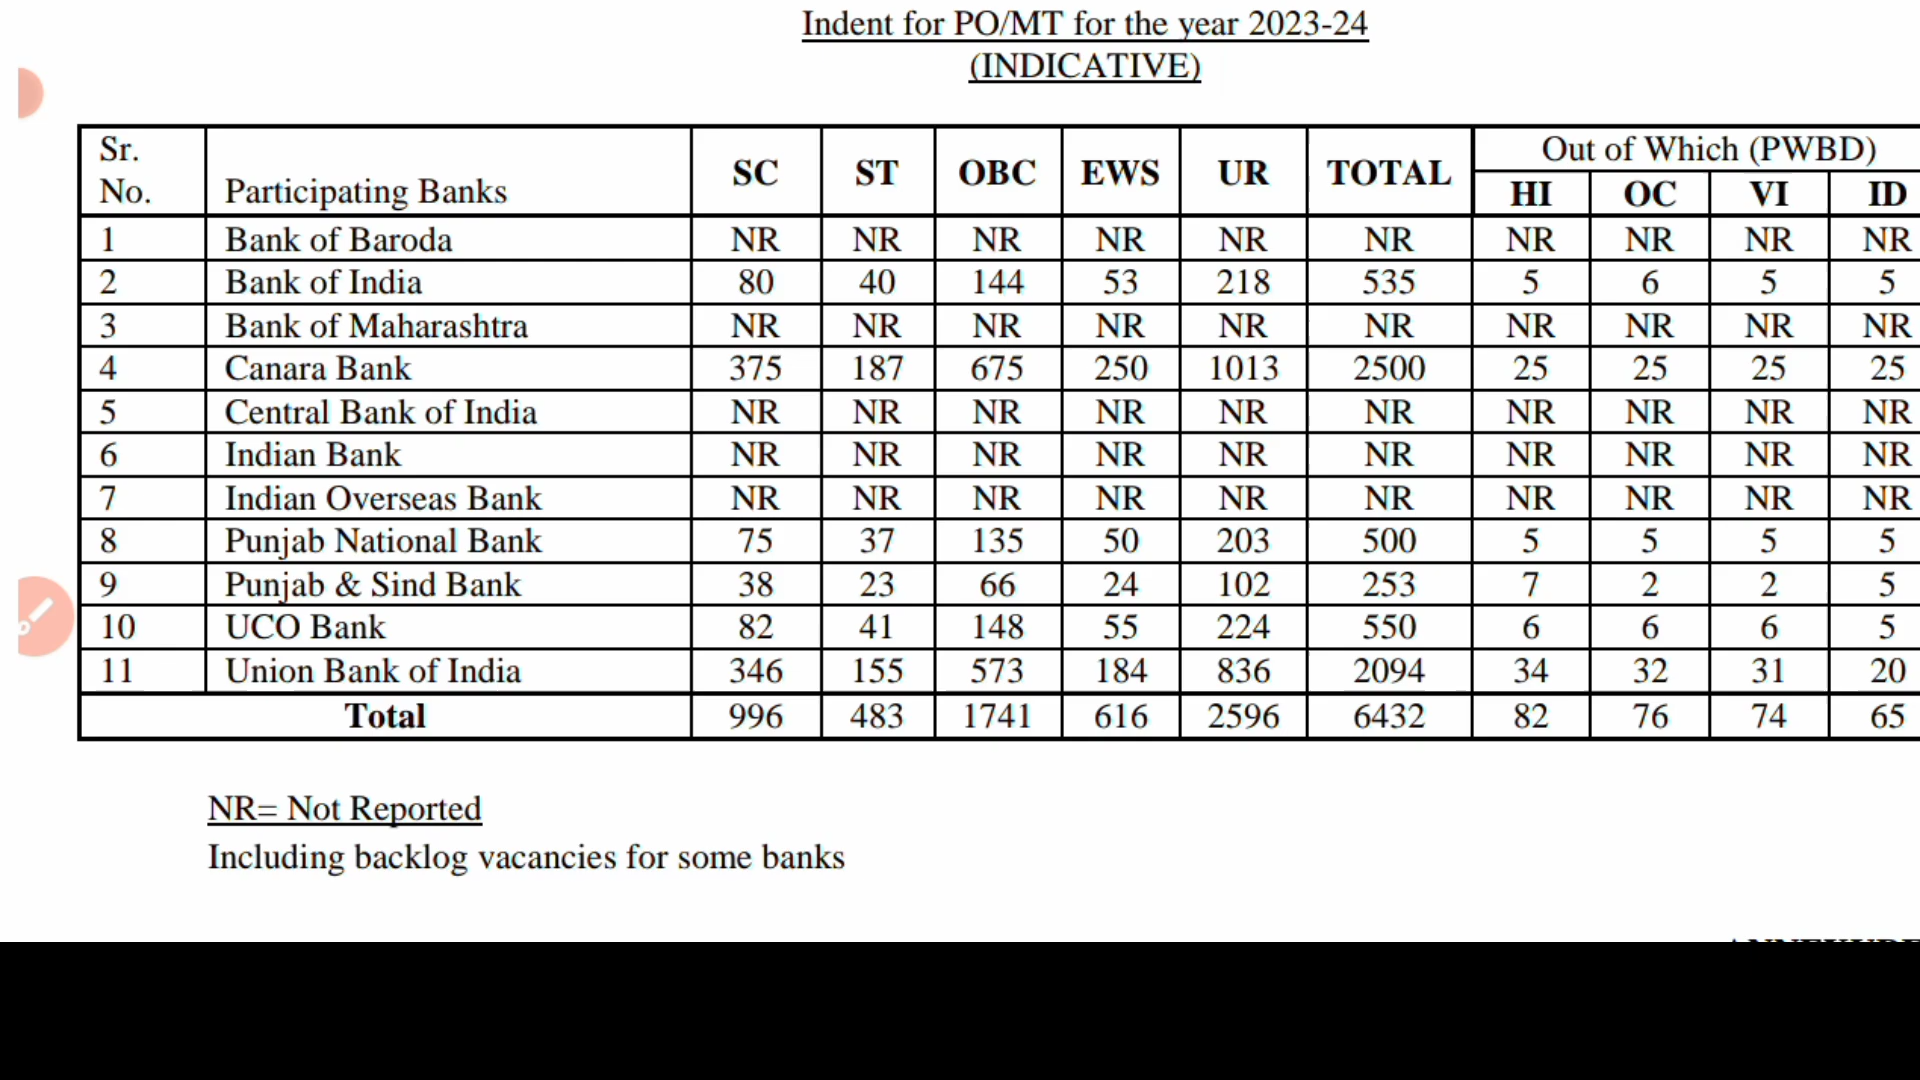 Indent for PO/MT for the year 2023-24
(INDICATIVE)
Sr. No. Participating Banks SC ST OBC EWS UR TOTAL Out of Which (PWBD)
HI OC VI ID
1 Bank of Baroda NR NR NR NR NR NR NR NR NR NR
2 Bank of India 80 40 144 53 218 535 5 6 5 5
3 Bank of Maharashtra NR NR NR NR NR NR NR NR NR NR
4 Canara Bank 375 187 675 250 1013 2500 25 25 25 25
5 Central Bank of India NR NR NR NR NR NR NR NR NR NR
6 Indian Bank NR NR NR NR NR NR NR NR NR NR
7 Indian Overseas Bank NR NR NR NR NR NR NR NR NR NR
8 Punjab National Bank 75 37 135 50 203 500 5 5 5 5
9 Punjab & Sind Bank 38 23 66 24 102 253 7 2 2 5
10 UCO Bank 82 41 148 55 224 550 6 6 6 5
11 Union Bank of India 346 155 573 184 836 2094 34 32 31 20
Total 996 483 1741 616 2596 6432 82 76 74 65
NR= Not Reported
Including backlog vacancies for some banks